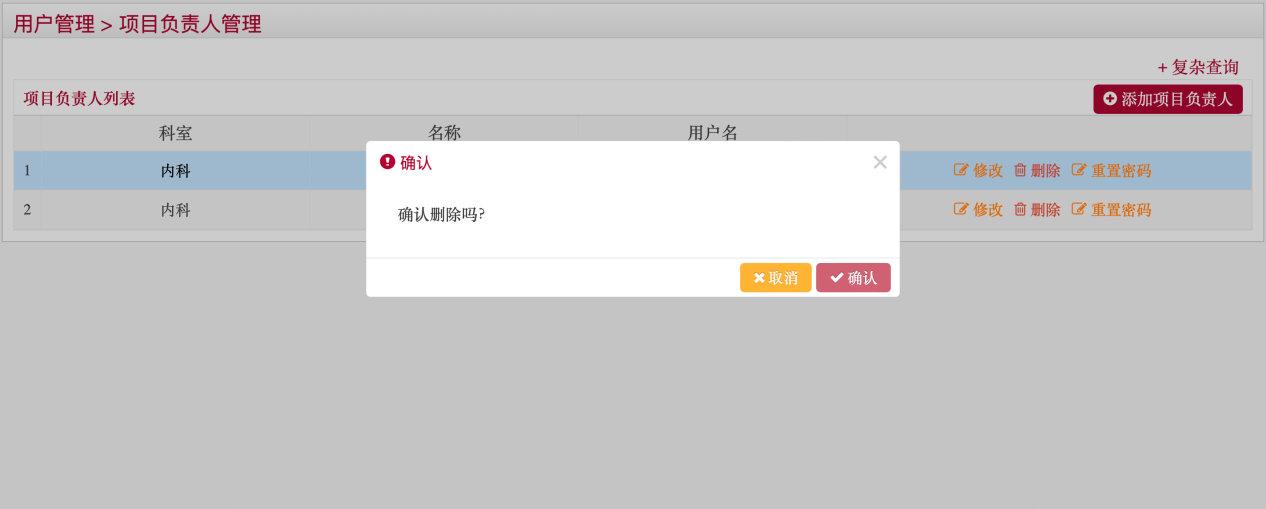 用户管理 > 项目负责人管理
+ 复杂查询
项目负责人列表
添加项目负责人
科室 名称 用户名
1 内科 修改 删除 重置密码
2 内科 修改 删除 重置密码
确认
×
确认删除吗?
取消 确认